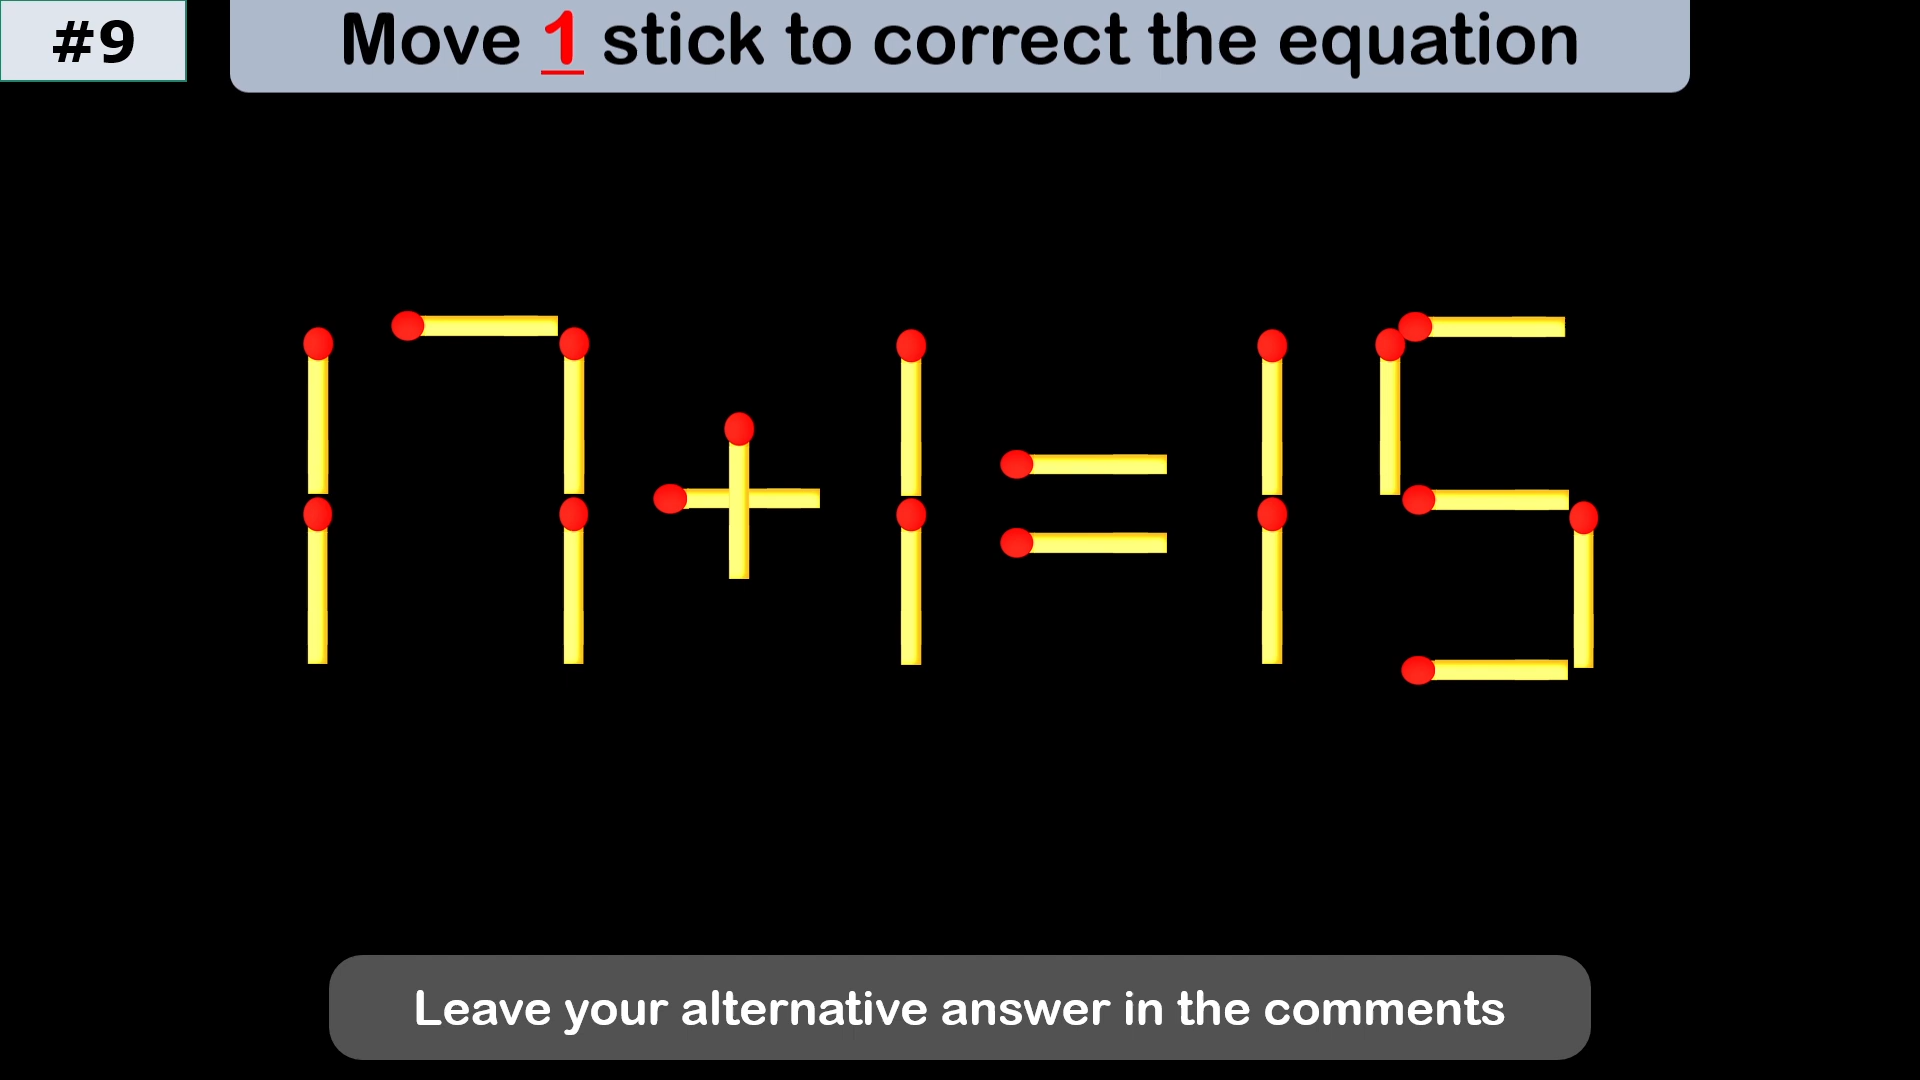 #9
Move 1 stick to correct the equation
17+1=15
Leave your alternative answer in the comments